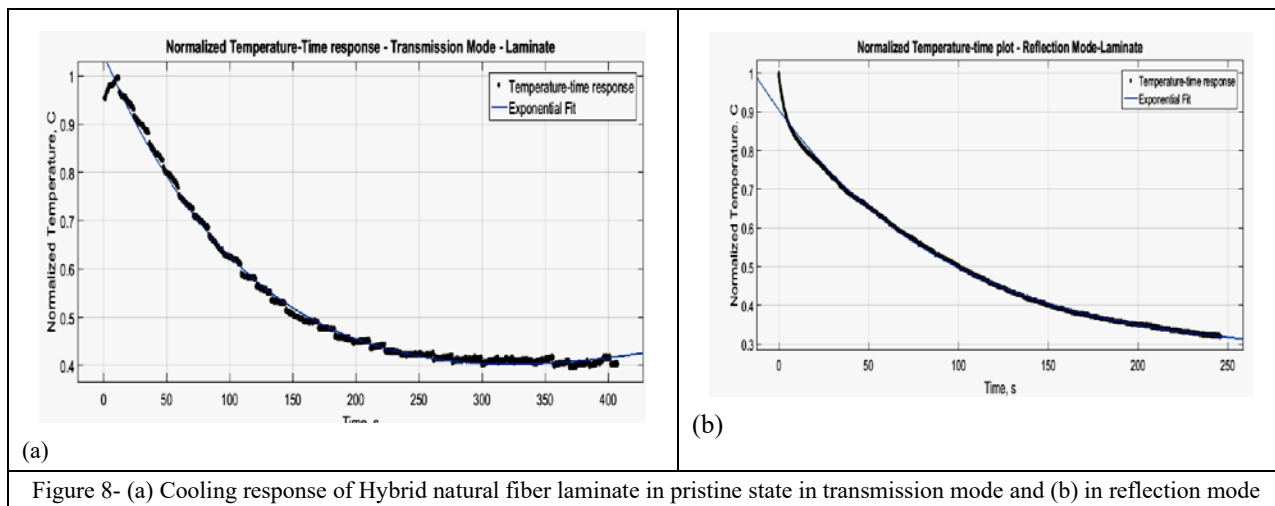 Normalized Temperature-Time response - Transmission Mode - Laminate
Temperature-time response
Exponential Fit
Normalized Temperature, C
1
0.9
0.8
0.7
0.6
0.5
0.4
0 50 100 150 200 250 300 350 400
Time, s
(a)
Normalized Temperature-time plot - Reflection Mode-Laminate
Temperature-time response
Exponential Fit
Normalized Temperature, C
1
0.9
0.8
0.7
0.6
0.5
0.4
0.3
0 50 100 150 200 250
Time, s
(b)
Figure 8- (a) Cooling response of Hybrid natural fiber laminate in pristine state in transmission mode and (b) in reflection mode